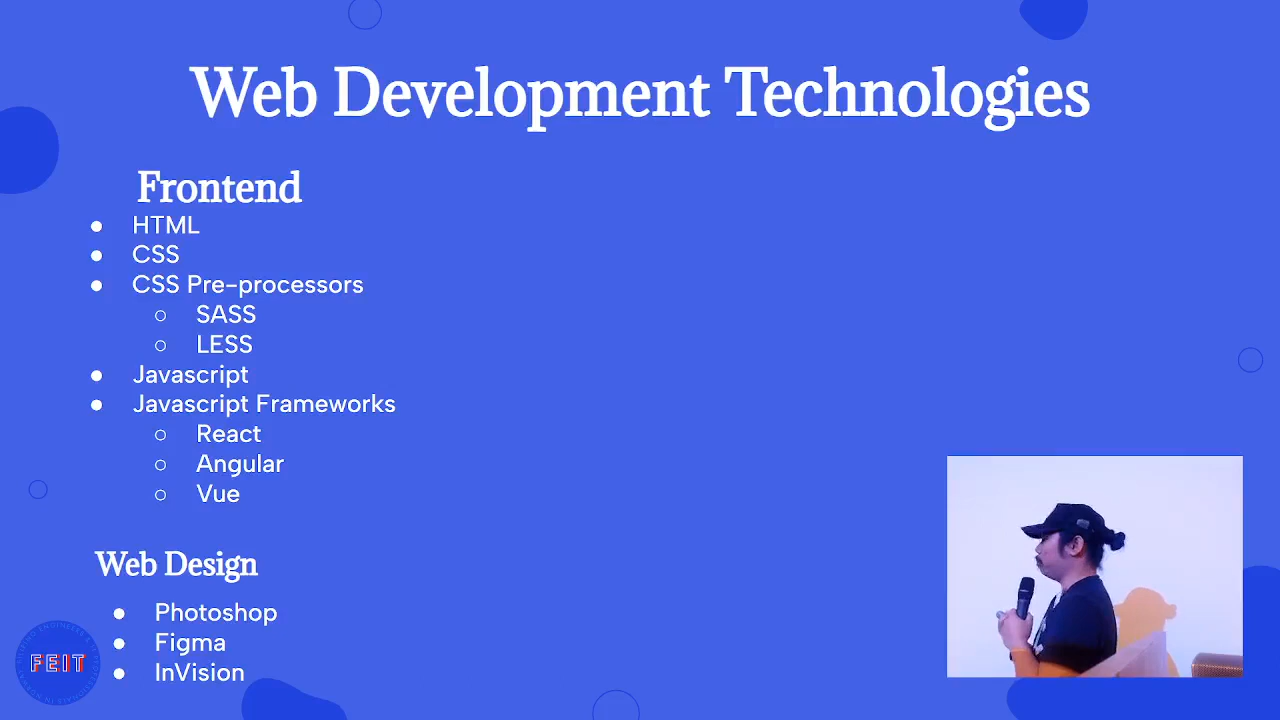 Web Development Technologies
Frontend
● HTML
● CSS
● CSS Pre-processors
○ SASS
○ LESS
● Javascript
● Javascript Frameworks
○ React
○ Angular
○ Vue
Web Design
● Photoshop
● Figma
● InVision
FEIT